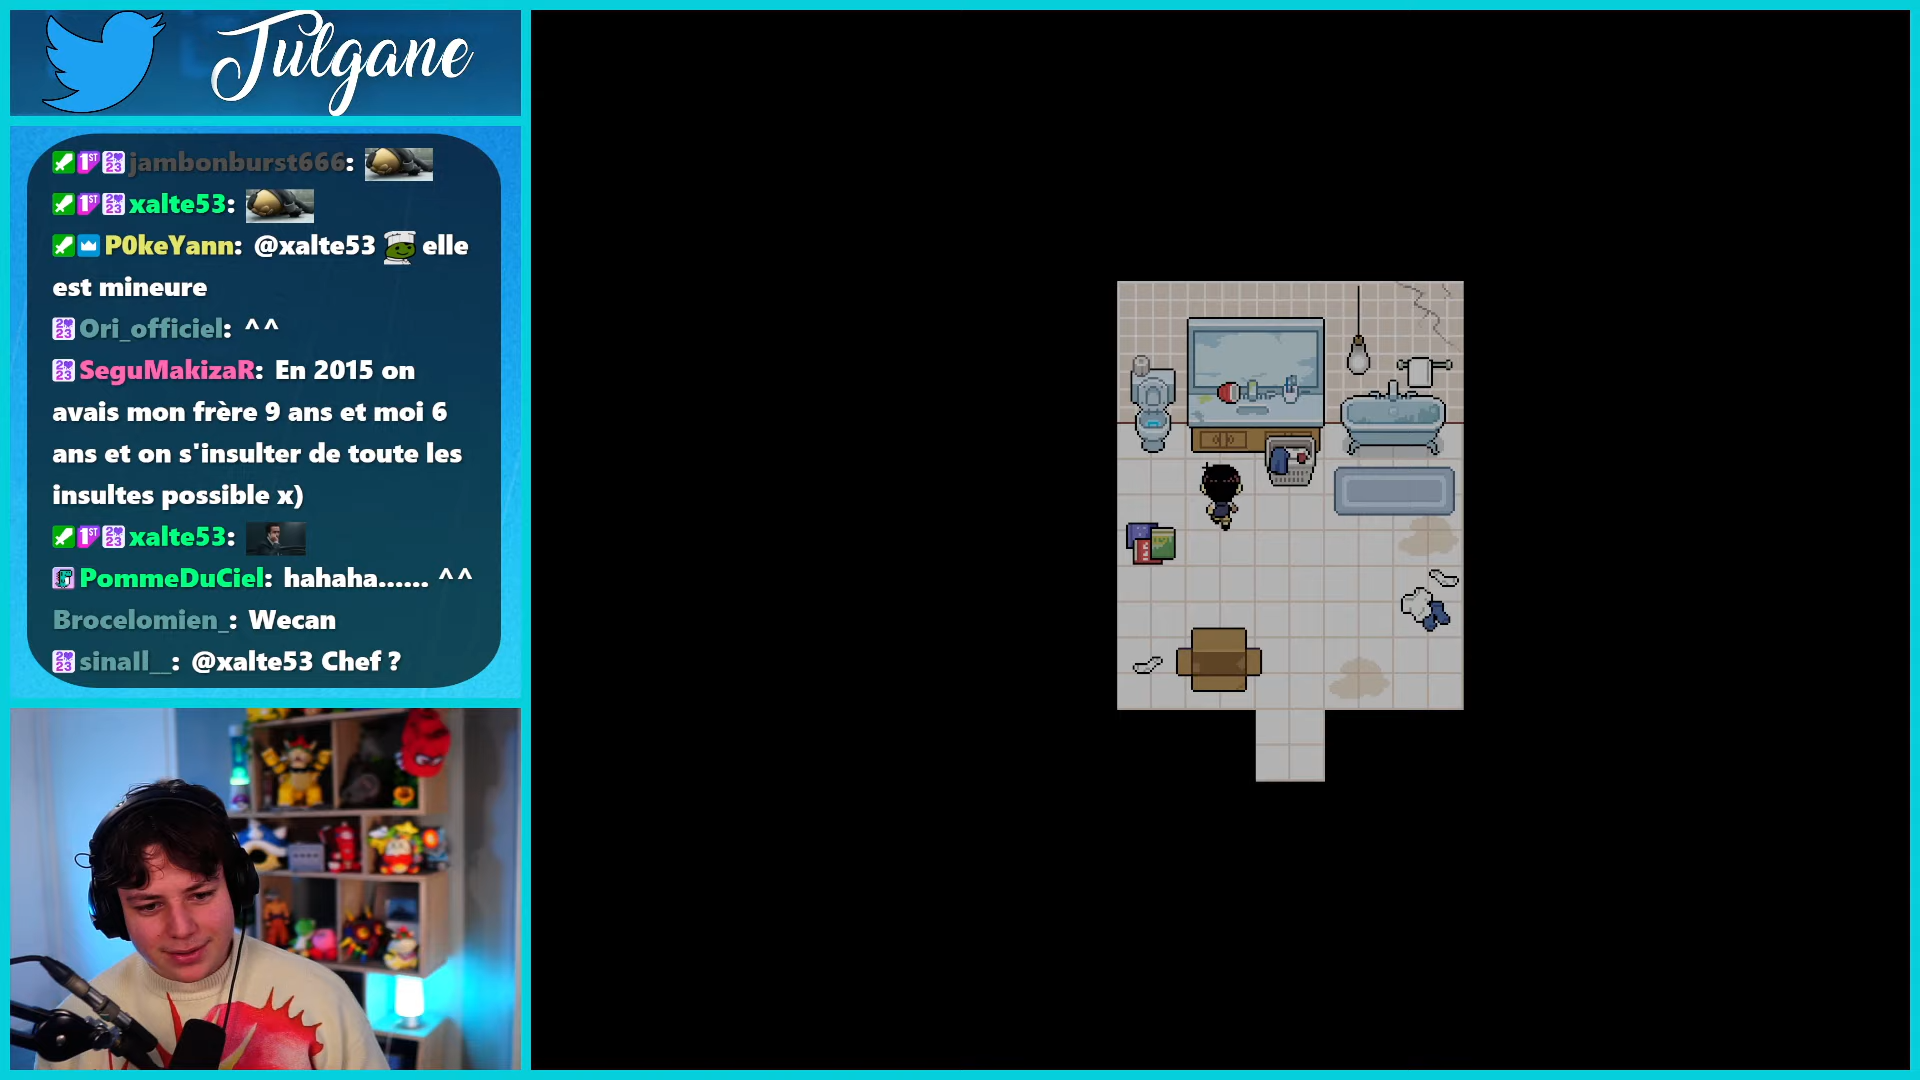 Julgane
jambonburst666:
xalte53:
P0keYann: @xalte53 elle
est mineure
Ori_officiel: ^^
SeguMakizaR: En 2015 on
avais mon frère 9 ans et moi 6
ans et on s'insulter de toute les
insultes possible x)
xalte53:
PommeDuCiel: hahaha...... ^^
Brocelomien_: Wecan
sinall__: @xalte53 Chef ?